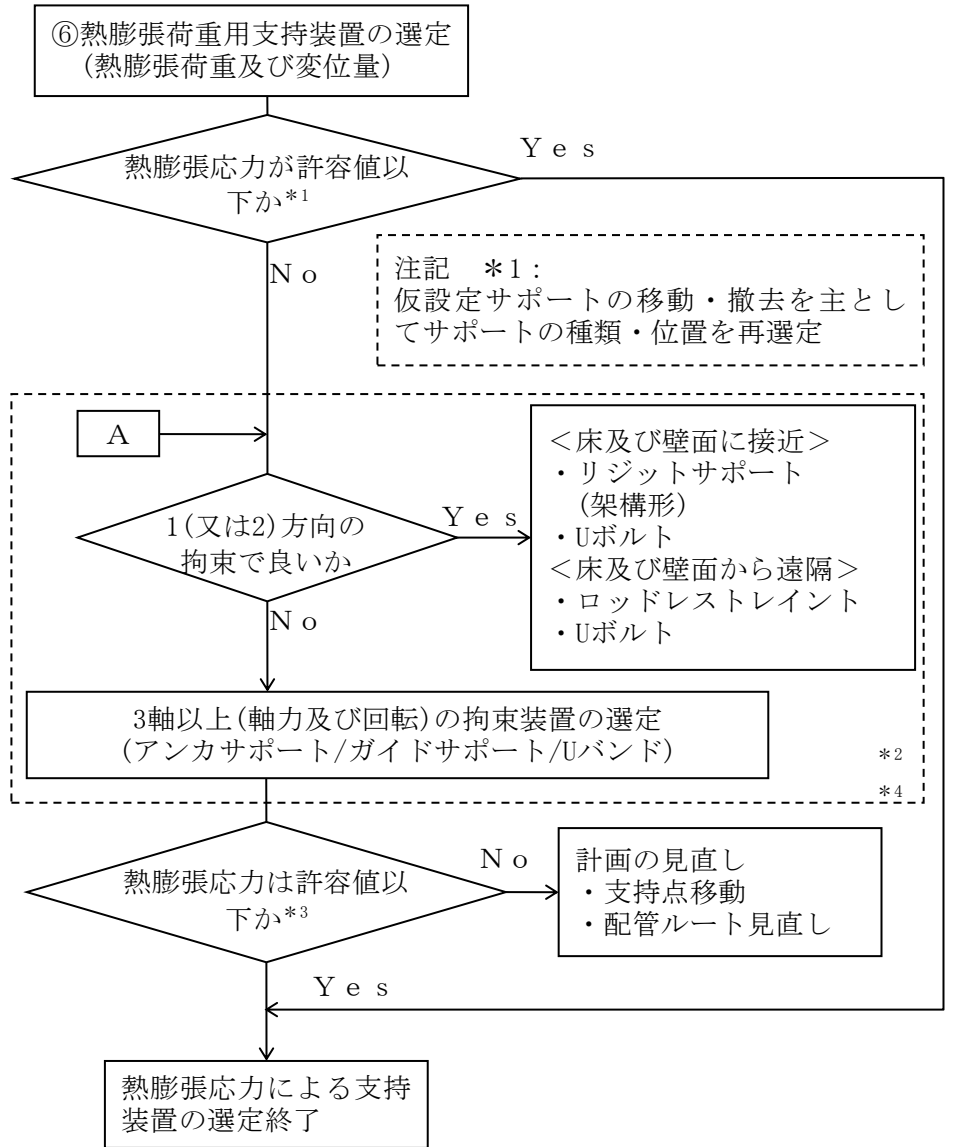 ⑥熱膨張荷重用支持装置の選定
(熱膨張荷重及び変位量)
Ｙｅｓ
熱膨張応力が許容値以
下か*1
Ｎｏ
注記　＊1：
仮設定サポートの移動・撤去を主とし
てサポートの種類・位置を再選定
A
＜床及び壁面に接近＞
・リジットサポート
(架構形)
・Uボルト
＜床及び壁面から遠隔＞
・ロッドレストレイント
・Uボルト
Ｙｅｓ
1(又は2)方向の
拘束で良いか
Ｎｏ
3軸以上(軸力及び回転)の拘束装置の選定
(アンカサポート/ガイドサポート/Uバンド)
*2
*4
Ｎｏ
熱膨張応力は許容値以
下か*3
計画の見直し
・支持点移動
・配管ルート見直し
Ｙｅｓ
熱膨張応力による支持
装置の選定終了